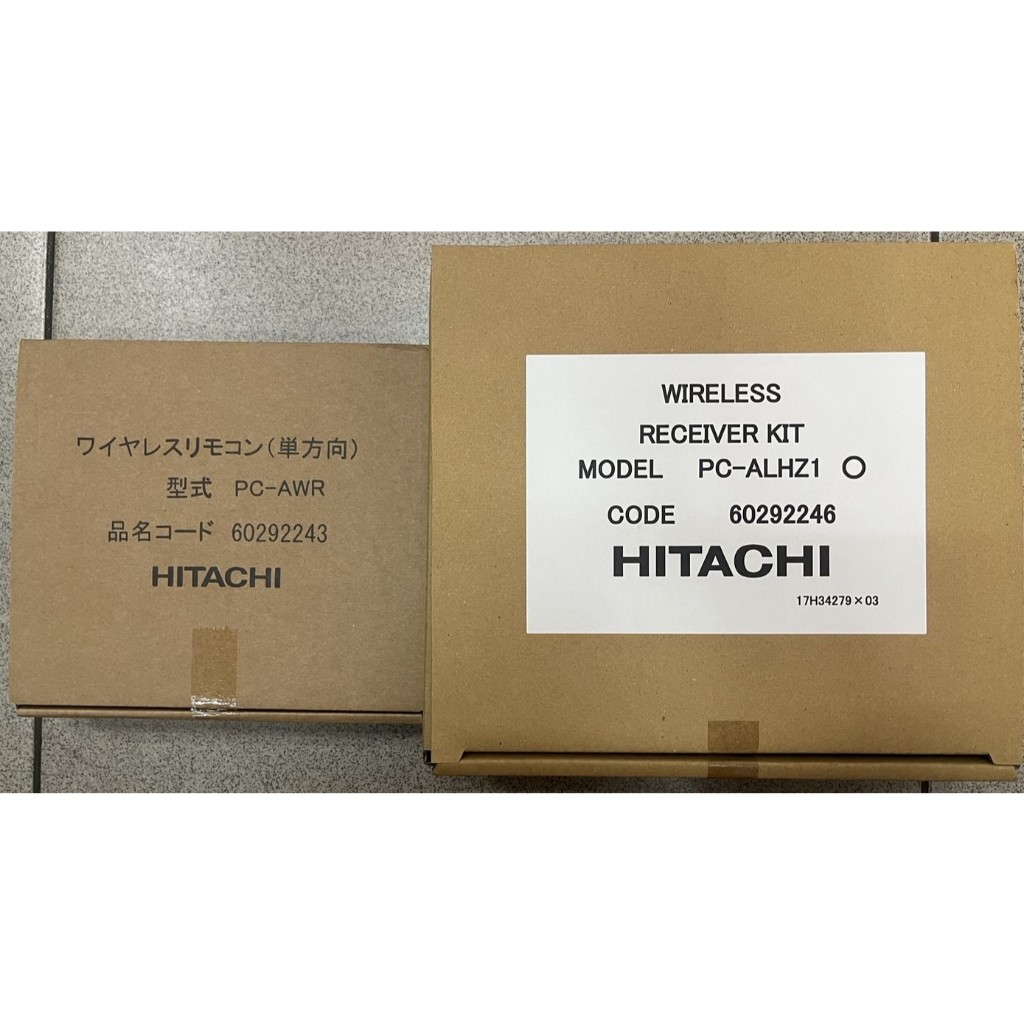 ワイヤレスリモコン(単方向)
型式 PC-AWR
品名コード 60292243
HITACHI
WIRELESS
RECEIVER KIT
MODEL PC-ALHZ1 ○
CODE 60292246
HITACHI
17H34279×03